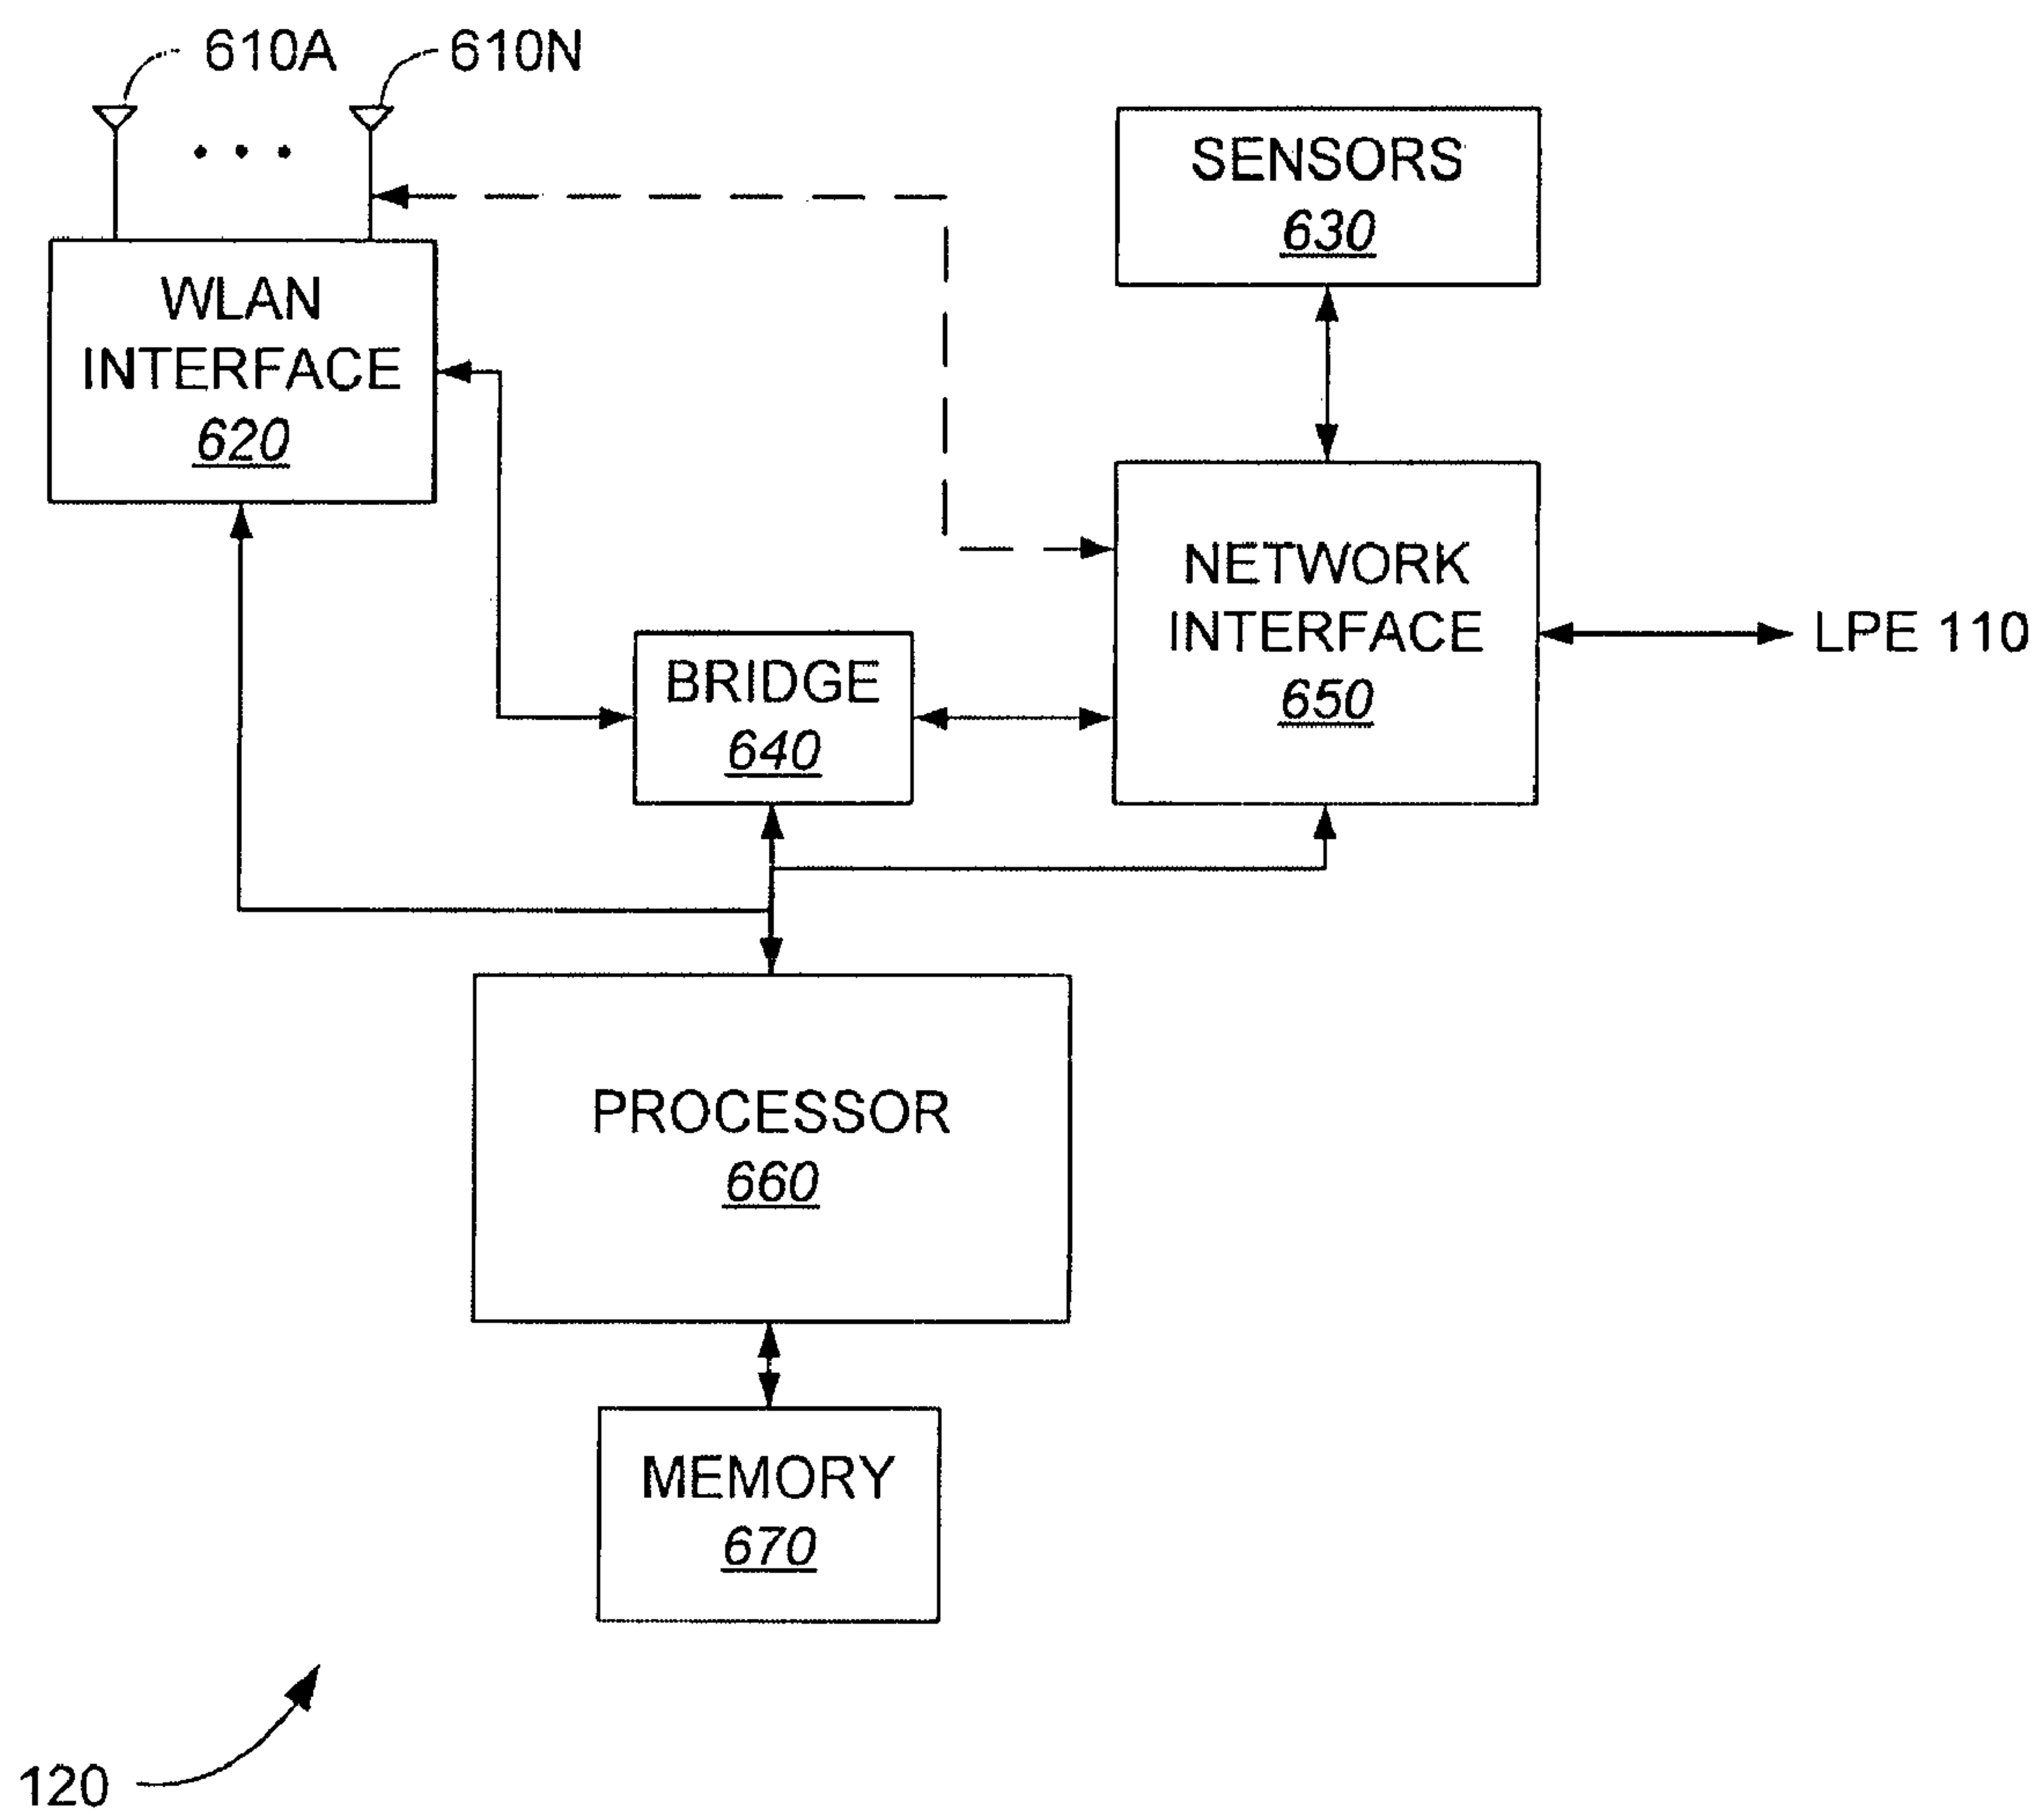 610A
610N
SENSORS
630
WLAN
INTERFACE
620
NETWORK
INTERFACE
650
LPE 110
BRIDGE
640
PROCESSOR
660
MEMORY
670
120